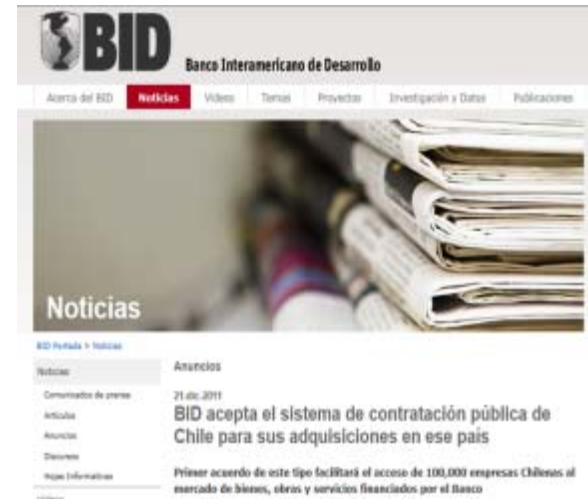 BID
Banco Interamericano de Desarrollo
Acerca del BID Noticias Videos Temas Proyectos Investigación y Datos Publicaciones
Noticias
BID Portada > Noticias
Noticias
Comunicados de prensa
Artículos
Anuncios
Discursos
Hojas Informativas
Videos
Anuncios
21.dic.2011
BID acepta el sistema de contratación pública de
Chile para sus adquisiciones en ese país
Primer acuerdo de este tipo facilitará el acceso de 100,000 empresas Chilenas al
mercado de bienes, obras y servicios financiados por el Banco